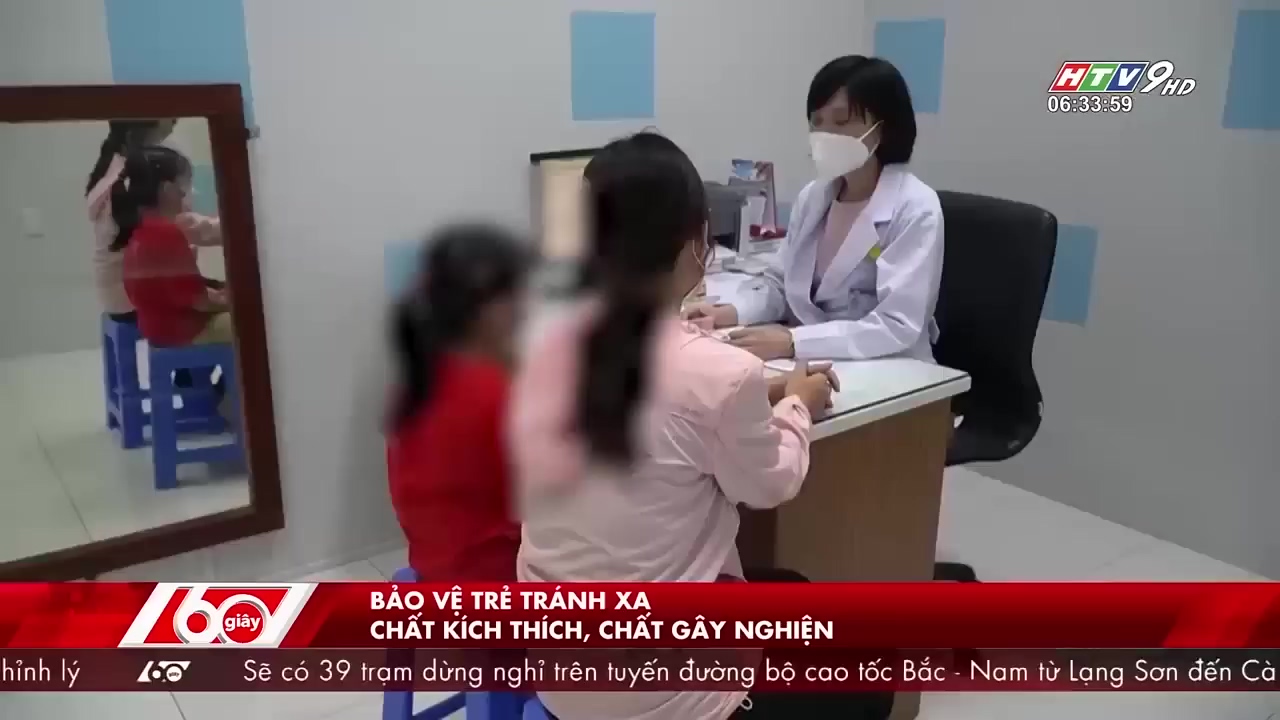 HTV9HD
06:33:59
60 giây
BẢO VỆ TRẺ TRÁNH XA
CHẤT KÍCH THÍCH, CHẤT GÂY NGHIỆN
hỉnh lý
60
Sẽ có 39 trạm dừng nghỉ trên tuyến đường bộ cao tốc Bắc - Nam từ Lạng Sơn đến Cà